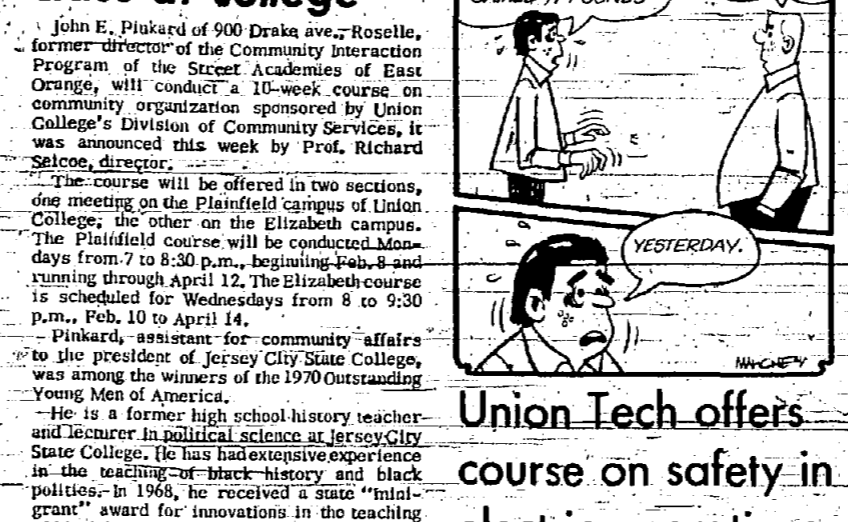 College
John E. Pinkard of 900 Drake ave., Roselle,
former director of the Community Interaction
Program of the Street Academies of East
Orange, will conduct a 10-week course on
community organization sponsored by Union
College's Division of Community Services, it
was announced this week by Prof. Richard
Selcoe, director.
The course will be offered in two sections,
one meeting on the Plainfield campus of Union
College; the other on the Elizabeth campus.
The Plainfield course will be conducted Mon-
days from 7 to 8:30 p.m., beginning Feb. 8 and
running through April 12. The Elizabeth course
is scheduled for Wednesdays from 8 to 9:30
p.m., Feb. 10 to April 14.
Pinkard, assistant for community affairs
to the president of Jersey City State College,
was among the winners of the 1970 Outstanding
Young Men of America.
He is a former high school history teacher
and lecturer in political science at Jersey City
State College. He has had extensive experience
in the teaching of black history and black
politics. In 1968, he received a state "mini-
grant" award for innovations in the teaching
YESTERDAY.
MAHONEY
Union Tech offers
course on safety in